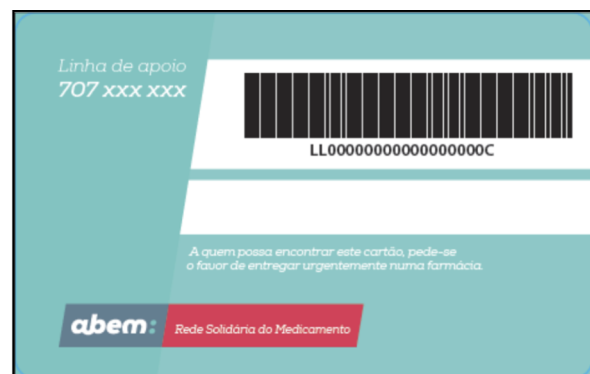 Linha de apoio
707 xxx xxx
LL00000000000000000C
A quem possa encontrar este cartão, pede-se
o favor de entregar urgentemente numa farmácia.
abem:
Rede Solidária do Medicamento